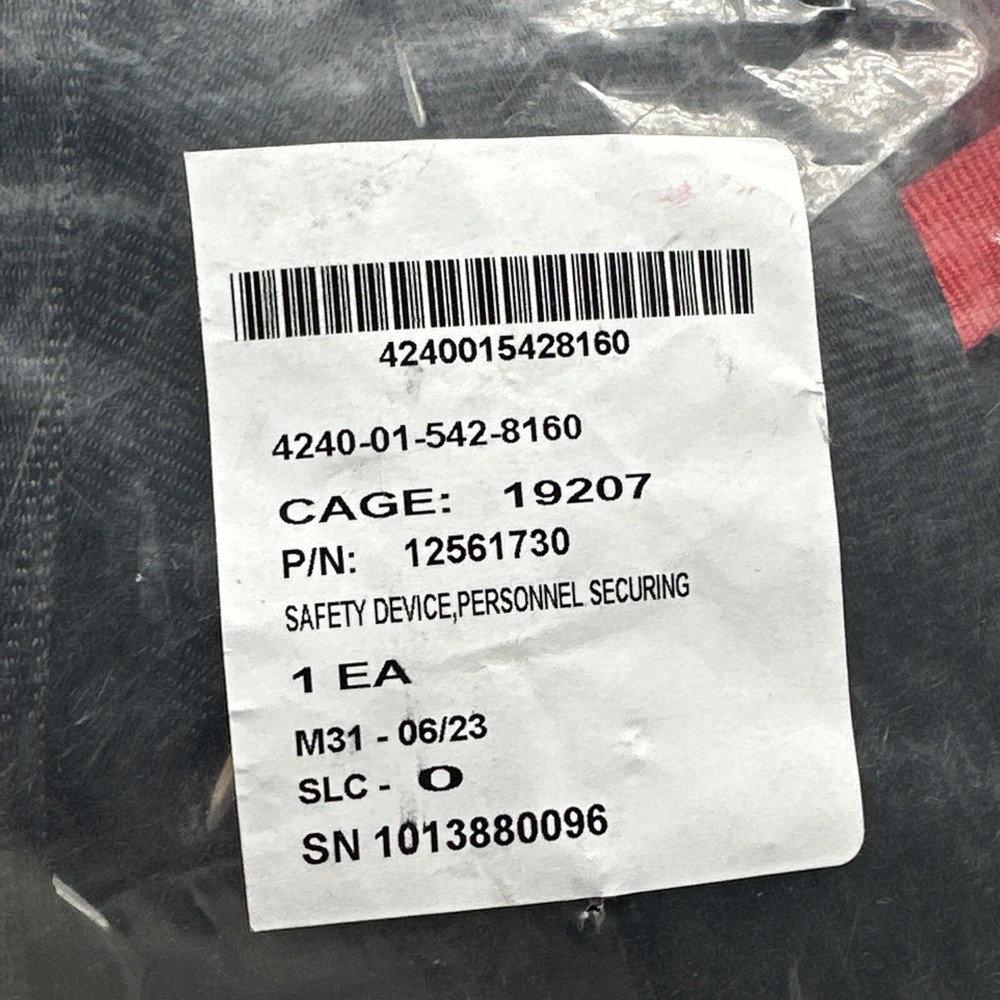 4240015428160
4240-01-542-8160
CAGE: 19207
P/N: 12561730
SAFETY DEVICE,PERSONNEL SECURING
1 EA
M31 - 06/23
SLC - O
SN 1013880096